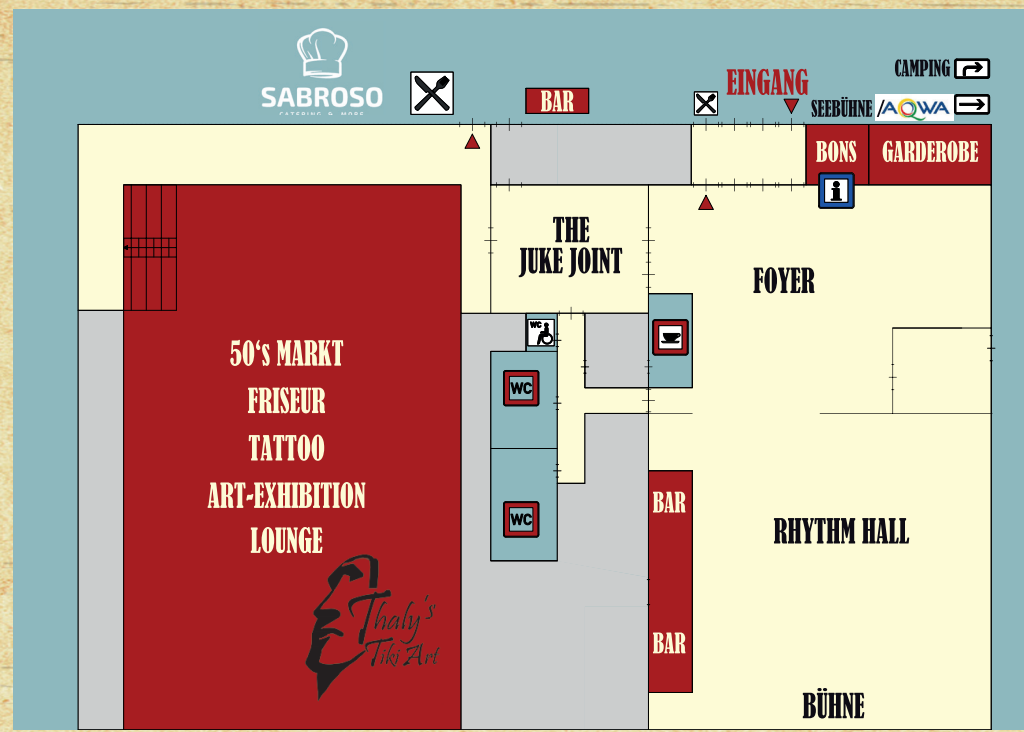 SABROSO
CATERING & MORE
BAR
EINGANG
CAMPING
SEEBÜHNE /AQWA
BONS
GARDEROBE
i
THE
JUKE JOINT
FOYER
WC
WC
WC
50's MARKT
FRISEUR
TATTOO
ART-EXHIBITION
LOUNGE
Thaly's
Tiki Art
BAR
RHYTHM HALL
BAR
BÜHNE